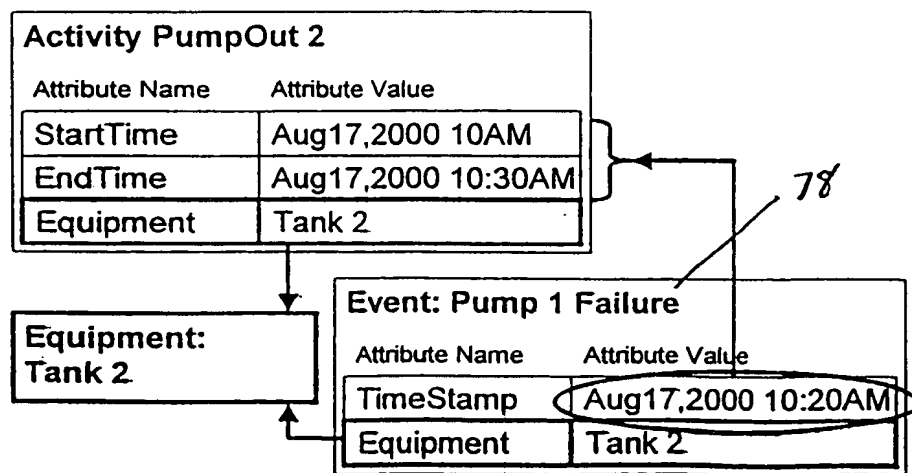 Activity PumpOut 2
Attribute Name Attribute Value
StartTime Aug17,2000 10AM
EndTime Aug17,2000 10:30AM
Equipment Tank 2
78
Event: Pump 1 Failure
Equipment:
Tank 2
Attribute Name Attribute Value
TimeStamp Aug17,2000 10:20AM
Equipment Tank 2